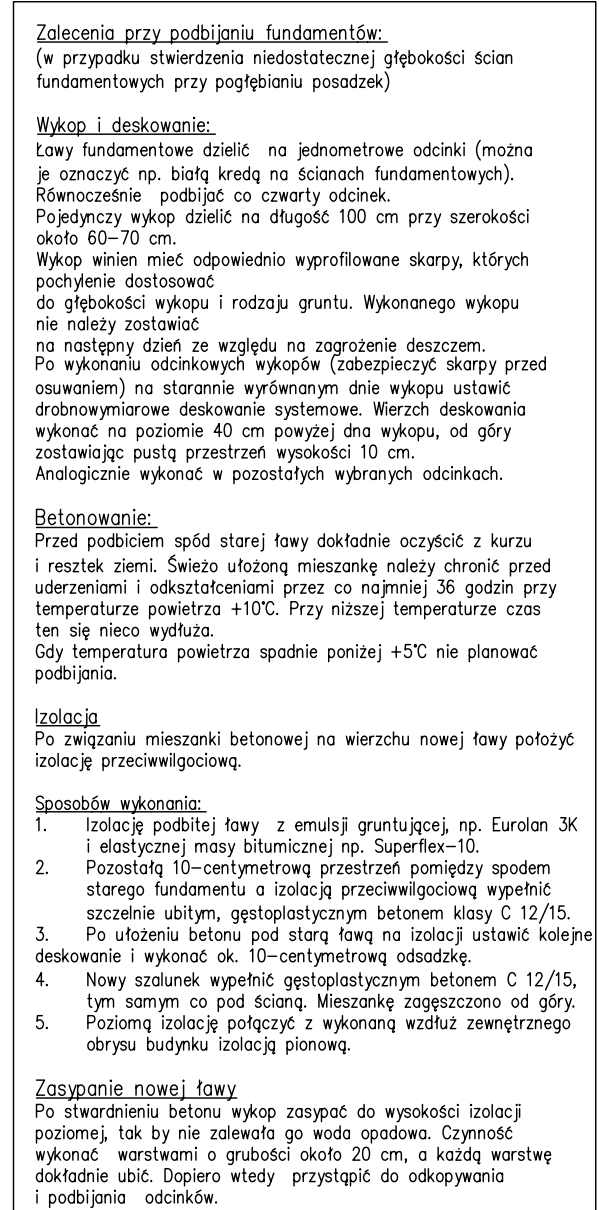 Zalecenia przy podbijaniu fundamentów:
(w przypadku stwierdzenia niedostatecznej głębokości ścian
fundamentowych przy pogłębianiu posadzek)
Wykop i deskowanie:
Ławy fundamentowe dzielić na jednometrowe odcinki (można
je oznaczyć np. białą kredą na ścianach fundamentowych).
Równocześnie podbijać co czwarty odcinek.
Pojedynczy wykop dzielić na długość 100 cm przy szerokości
około 60–70 cm.
Wykop winien mieć odpowiednio wyprofilowane skarpy, których
pochylenie dostosować
do głębokości wykopu i rodzaju gruntu. Wykonanego wykopu
nie należy zostawiać
na następny dzień ze względu na zagrożenie deszczem.
Po wykonaniu odcinkowych wykopów (zabezpieczyć skarpy przed
osuwaniem) na starannie wyrównanym dnie wykopu ustawić
drobnowymiarowe deskowanie systemowe. Wierzch deskowania
wykonać na poziomie 40 cm powyżej dna wykopu, od góry
zostawiając pustą przestrzeń wysokości 10 cm.
Analogicznie wykonać w pozostałych wybranych odcinkach.
Betonowanie:
Przed podbiciem spód starej ławy dokładnie oczyścić z kurzu
i resztek ziemi. Świeżo ułożoną mieszankę należy chronić przed
uderzeniami i odkształceniami przez co najmniej 36 godzin przy
temperaturze powietrza +10°C. Przy niższej temperaturze czas
ten się nieco wydłuża.
Gdy temperatura powietrza spadnie poniżej +5°C nie planować
podbijania.
Izolacja
Po związaniu mieszanki betonowej na wierzchu nowej ławy położyć
izolację przeciwwilgociową.
Sposobów wykonania:
1. Izolację podbitej ławy z emulsji gruntującej, np. Eurolan 3K
i elastycznej masy bitumicznej np. Superflex–10.
2. Pozostałą 10–centymetrową przestrzeń pomiędzy spodem
starego fundamentu a izolacją przeciwwilgociową wypełnić
szczelnie ubitym, gęstoplastycznym betonem klasy C 12/15.
3. Po ułożeniu betonu pod starą ławą na izolacji ustawić kolejne
deskowanie i wykonać ok. 10–centymetrową odsadzkę.
4. Nowy szalunek wypełnić gęstoplastycznym betonem C 12/15,
tym samym co pod ścianą. Mieszankę zagęszczono od góry.
5. Poziomą izolację połączyć z wykonaną wzdłuż zewnętrznego
obrysu budynku izolacją pionową.
Zasypanie nowej ławy
Po stwardnieniu betonu wykop zasypać do wysokości izolacji
poziomej, tak by nie zalewała go woda opadowa. Czynność
wykonać warstwami o grubości około 20 cm, a każdą warstwę
dokładnie ubić. Dopiero wtedy przystąpić do odkopywania
i podbijania odcinków.